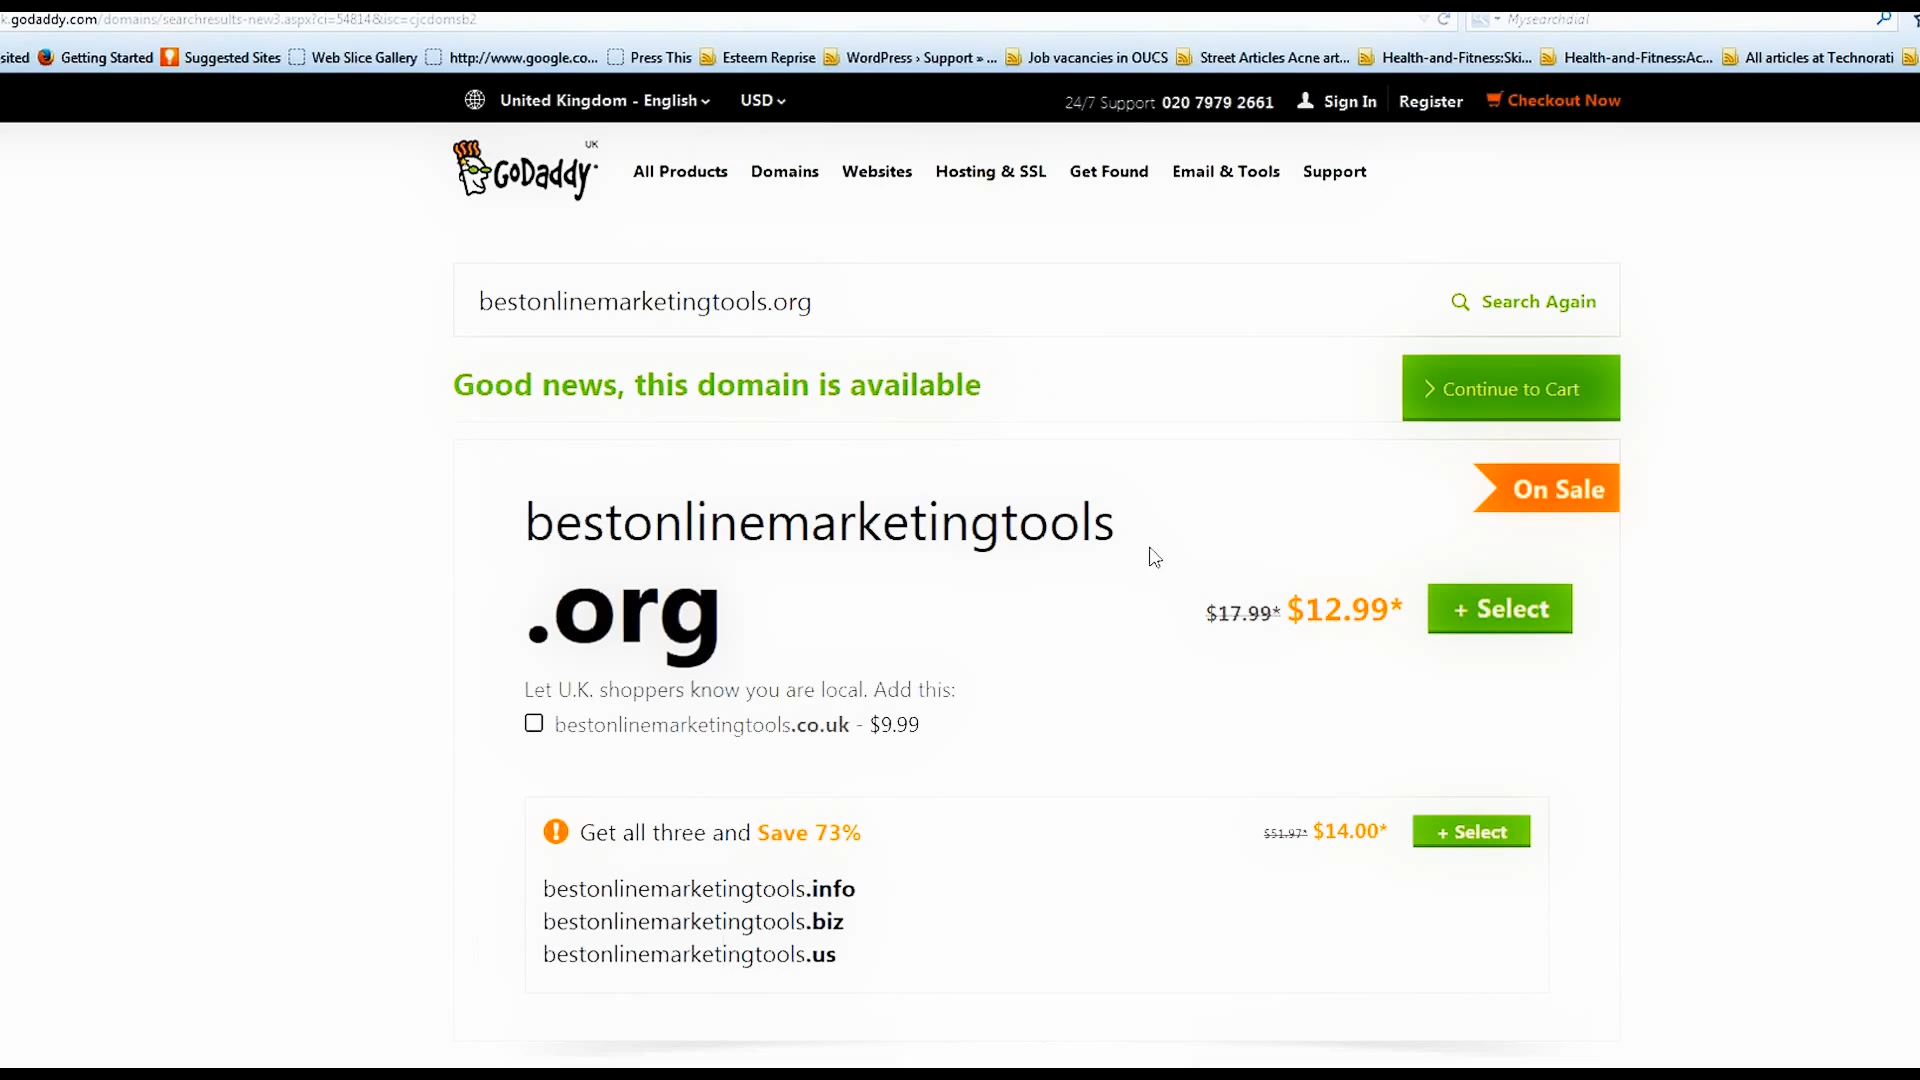 k.godaddy.com/domains/searchresults-new3.aspx?ci=54814&isc=cjcdomsb2
Mysearchdial
sited Getting Started Suggested Sites Web Slice Gallery http://www.google.co... Press This Esteem Reprise WordPress › Support » ... Job vacancies in OUCS Street Articles Acne art... Health-and-Fitness:Ski... Health-and-Fitness:Ac... All articles at Technorati
United Kingdom - English USD 24/7 Support 020 7979 2661 Sign In Register Checkout Now
GoDaddy UK
All Products Domains Websites Hosting & SSL Get Found Email & Tools Support
bestonlinemarketingtools.org Search Again
Good news, this domain is available
Continue to Cart
On Sale
bestonlinemarketingtools
.org
$17.99* $12.99* + Select
Let U.K. shoppers know you are local. Add this:
bestonlinemarketingtools.co.uk - $9.99
Get all three and Save 73% $51.97* $14.00* + Select
bestonlinemarketingtools.info
bestonlinemarketingtools.biz
bestonlinemarketingtools.us